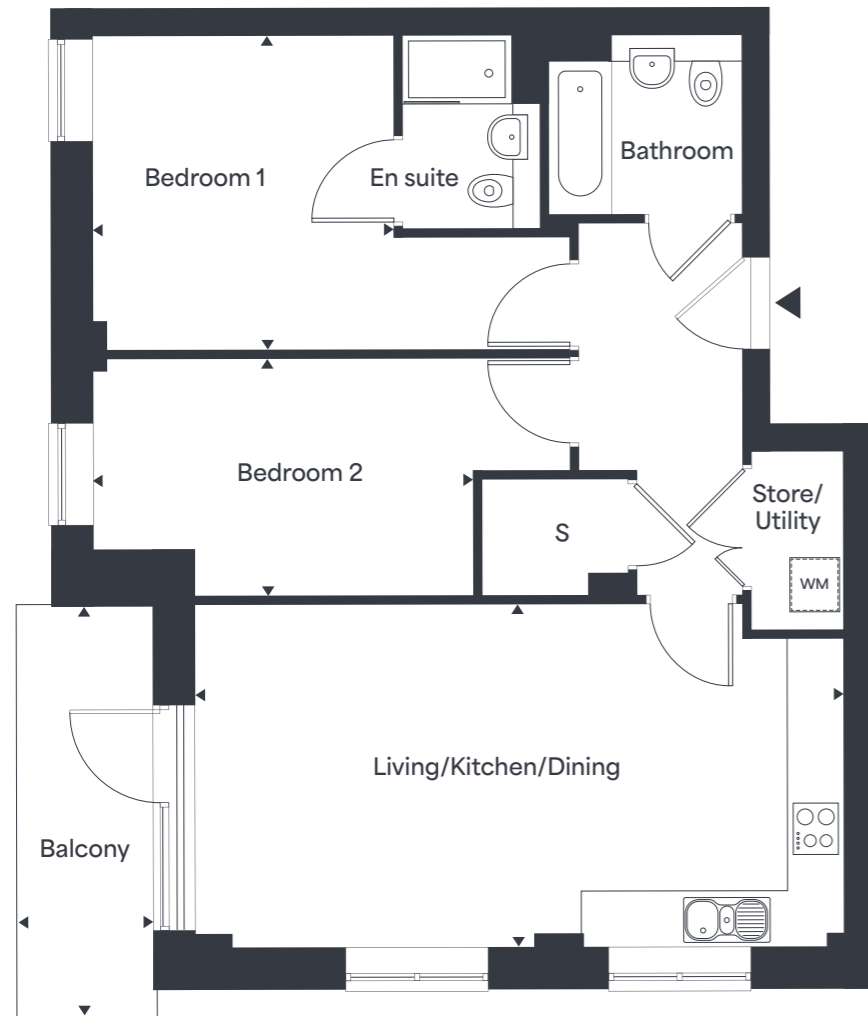 Bedroom 1
En suite
Bathroom
Bedroom 2
S
Store/
Utility
WM
Living/Kitchen/Dining
Balcony